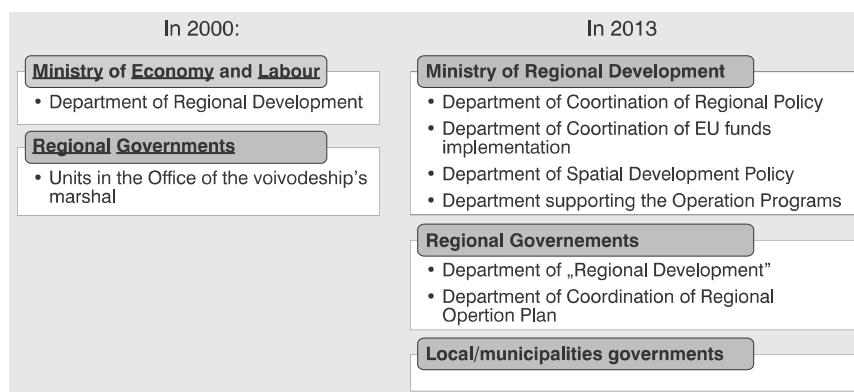 In 2000:
Ministry of Economy and Labour
• Department of Regional Development
Regional Governments
• Units in the Office of the voivodeship's
marshal
In 2013
Ministry of Regional Development
• Department of Coortination of Regional Policy
• Department of Coortination of EU funds
implementation
• Department of Spatial Development Policy
• Department supporting the Operation Programs
Regional Governements
• Department of „Regional Development”
• Department of Coordination of Regional
Opertion Plan
Local/municipalities governments